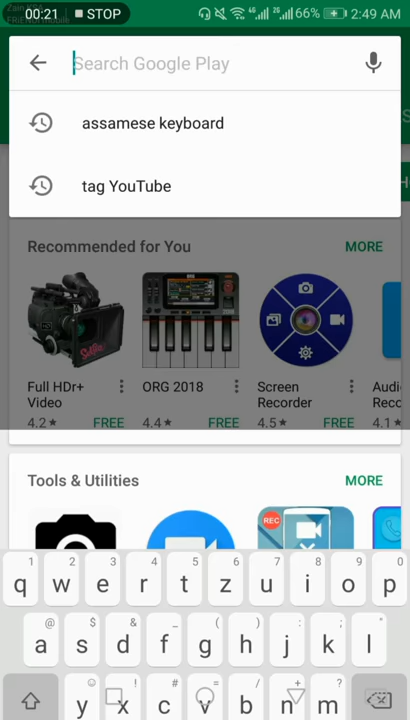 00:21 STOP 4G 2G 66% 2:49 AM
Search Google Play
assamese keyboard
tag YouTube
Recommended for You MORE
Full HDr+ Video
ORG 2018
Screen Recorder
4.2★ FREE
4.4★ FREE
4.5★ FREE
4.1★
Tools & Utilities MORE
REC
1 2 3 4 5 6 7 8 9 0
q w e r t z u i o p
@ $ & _ ( ) : ; "
a s d f g h j k l
! # = / + ?
y x c v b n m